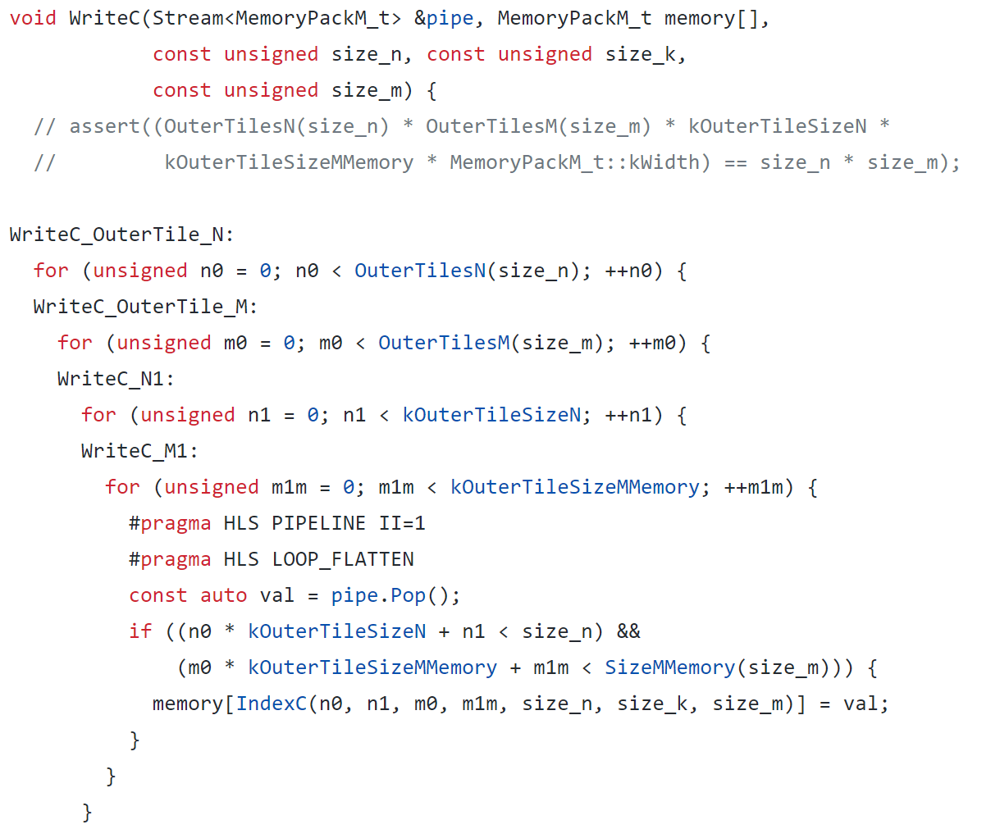 void WriteC(Stream<MemoryPackM_t> &pipe, MemoryPackM_t memory[],
            const unsigned size_n, const unsigned size_k,
            const unsigned size_m) {
  // assert((OuterTilesN(size_n) * OuterTilesM(size_m) * kOuterTileSizeN *
  //         kOuterTileSizeMMemory * MemoryPackM_t::kWidth) == size_n * size_m);

WriteC_OuterTile_N:
  for (unsigned n0 = 0; n0 < OuterTilesN(size_n); ++n0) {
  WriteC_OuterTile_M:
    for (unsigned m0 = 0; m0 < OuterTilesM(size_m); ++m0) {
    WriteC_N1:
      for (unsigned n1 = 0; n1 < kOuterTileSizeN; ++n1) {
      WriteC_M1:
        for (unsigned m1m = 0; m1m < kOuterTileSizeMMemory; ++m1m) {
          #pragma HLS PIPELINE II=1
          #pragma HLS LOOP_FLATTEN
          const auto val = pipe.Pop();
          if ((n0 * kOuterTileSizeN + n1 < size_n) &&
              (m0 * kOuterTileSizeMMemory + m1m < SizeMMemory(size_m))) {
            memory[IndexC(n0, n1, m0, m1m, size_n, size_k, size_m)] = val;
          }
        }
      }